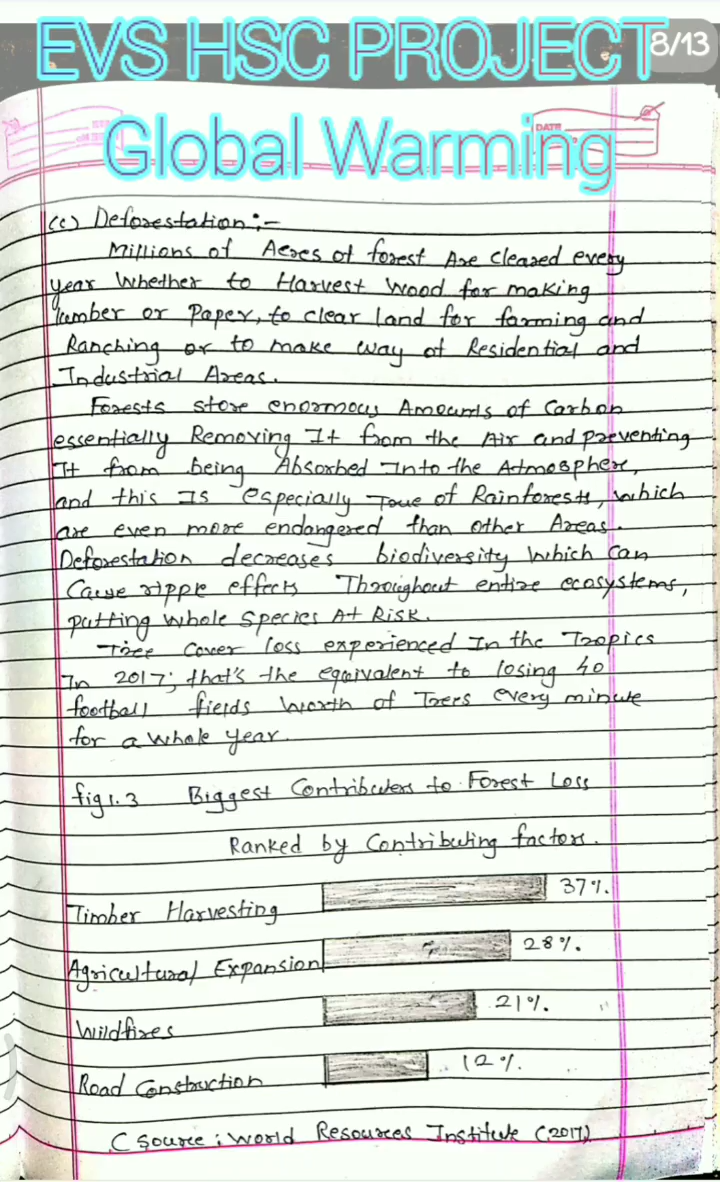 EVS HSC PROJECT
8/13
Global Warming
DATE
(c) Deforestation :-
Millions of Acres of forest Are cleared every
year whether to Harvest wood for making
lumber or Paper, to clear land for farming and
Ranching or to make way of Residential and
Industrial Areas.
Forests store enormous Amounts of Carbon
essentially Removing It from the Air and preventing
It from being Absorbed Into the Atmosphere,
and this Is especially True of Rainforests, which
are even more endangered than other Areas.
Deforestation decreases biodiversity which can
Cause ripple effects Throughout entire ecosystems,
putting whole species At Risk.
Tree cover loss experienced In the Tropics
In 2017; that's the equivalent to losing 40
football fields worth of Trees every minute
for a whole year.
fig 1.3 Biggest Contributers to Forest Loss
Ranked by Contributing factors.
Timber Harvesting 37%.
Agricultural Expansion 28%.
Wildfires 21%.
Road Construction 12%.
( Source : World Resources Institute (2017)